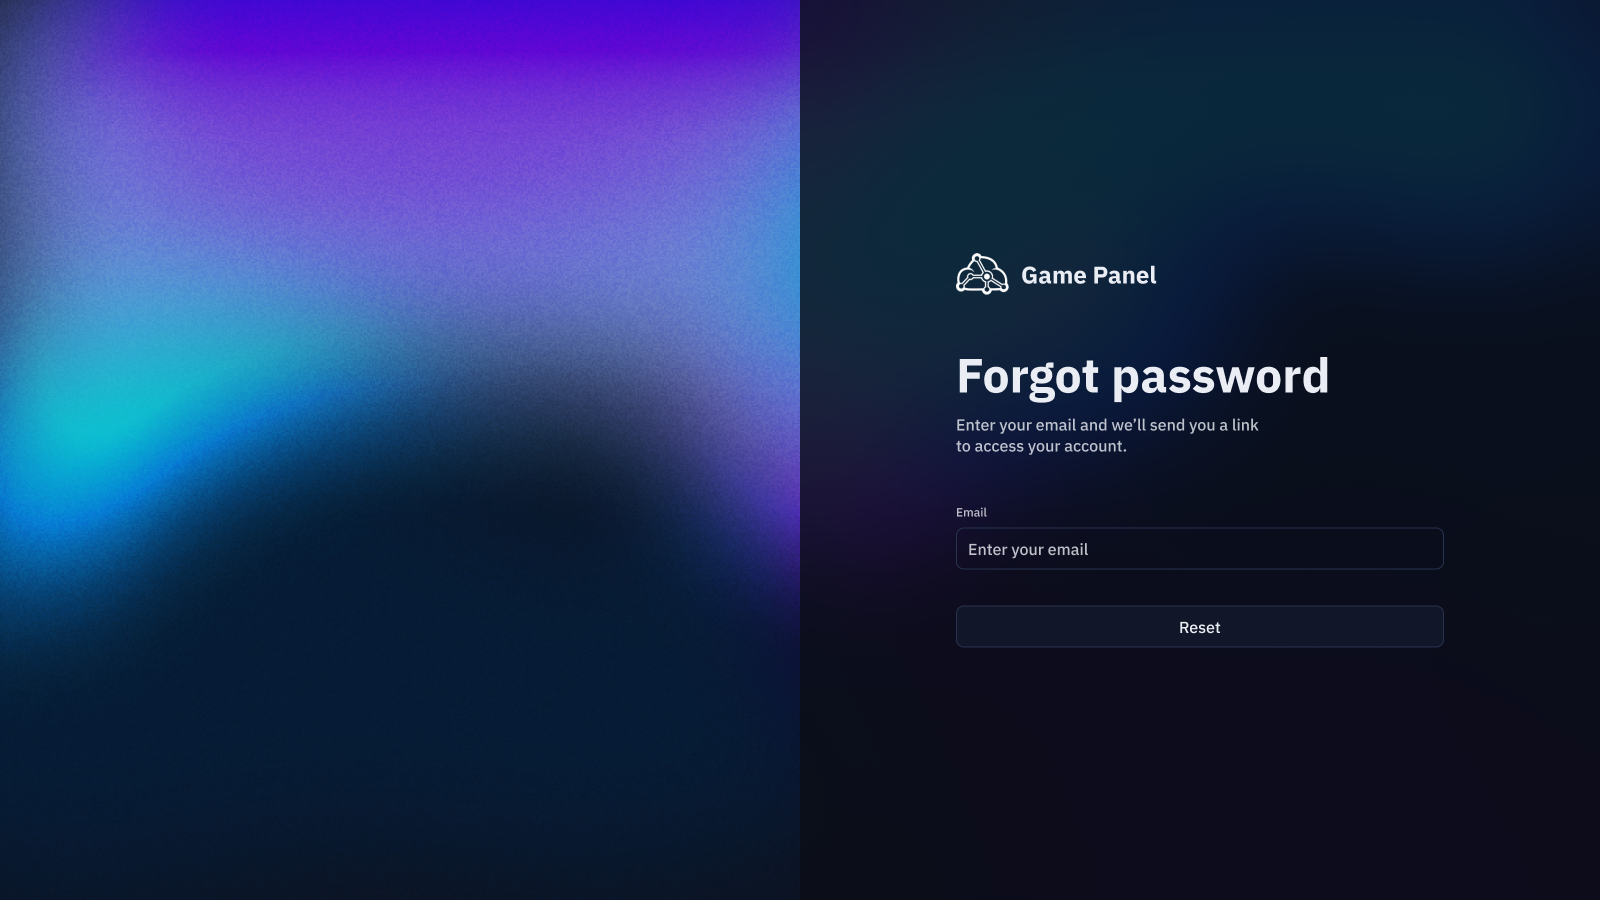 Game Panel
Forgot password
Enter your email and we’ll send you a link
to access your account.
Email
Enter your email
Reset